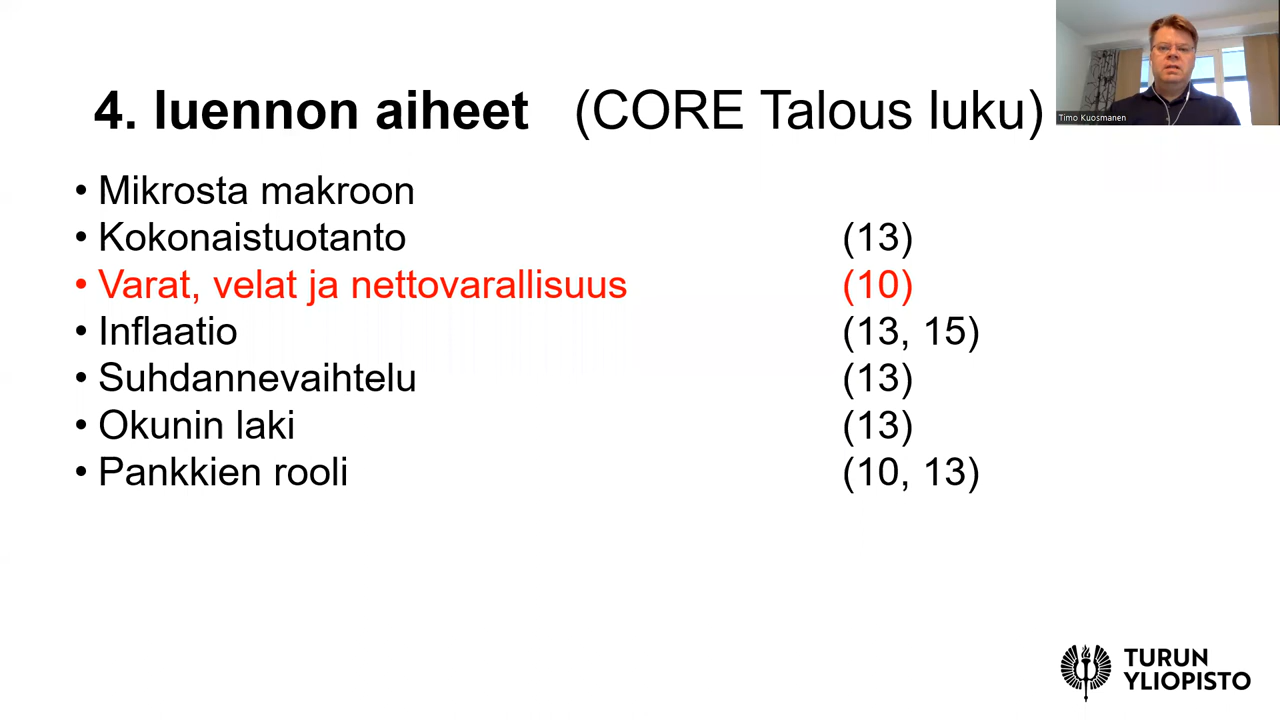 4. luennon aiheet (CORE Talous luku)
Timo Kuosmanen
• Mikrosta makroon
• Kokonaistuotanto (13)
• Varat, velat ja nettovarallisuus (10)
• Inflaatio (13, 15)
• Suhdannevaihtelu (13)
• Okunin laki (13)
• Pankkien rooli (10, 13)
TURUN
YLIOPISTO